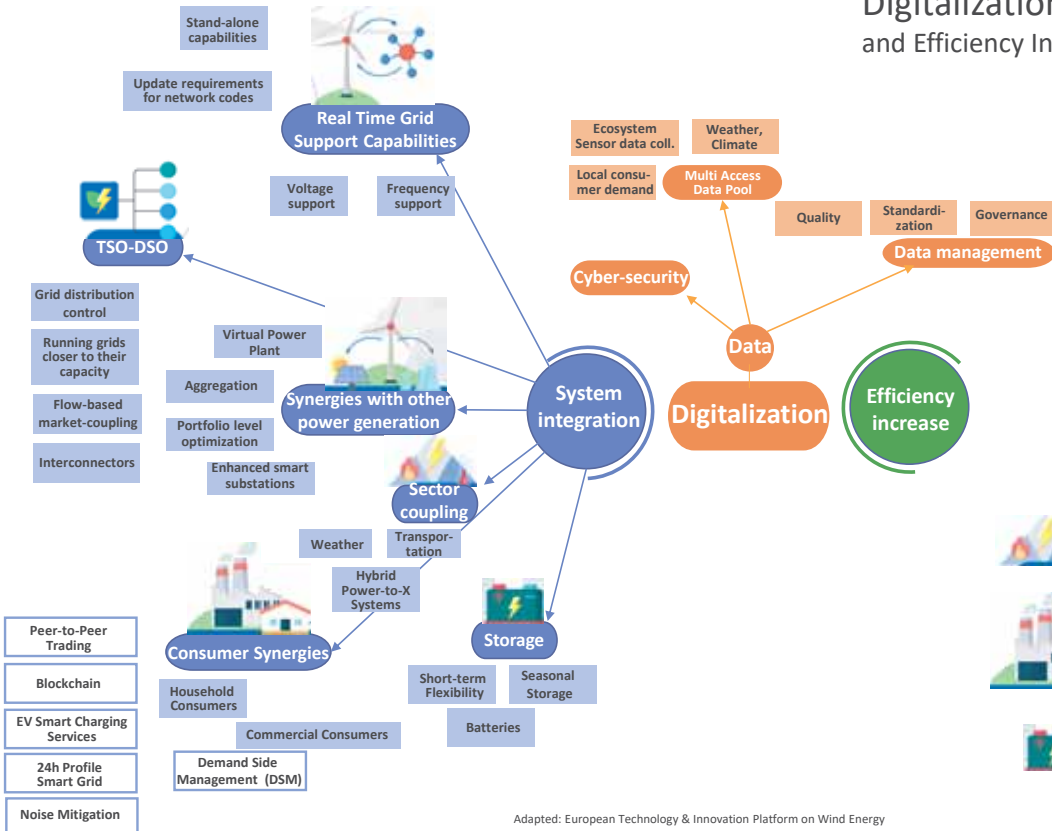 Digitalization
and Efficiency In
Stand-alone
capabilities
Update requirements
for network codes
Real Time Grid
Support Capabilities
Voltage
support
Frequency
support
TSO-DSO
Grid distribution
control
Running grids
closer to their
capacity
Flow-based
market-coupling
Interconnectors
Virtual Power
Plant
Aggregation
Portfolio level
optimization
Enhanced smart
substations
Synergies with other
power generation
Sector
coupling
Weather
Transpor-
tation
Hybrid
Power-to-X
Systems
Consumer Synergies
Household
Consumers
Commercial Consumers
Demand Side
Management (DSM)
Peer-to-Peer
Trading
Blockchain
EV Smart Charging
Services
24h Profile
Smart Grid
Noise Mitigation
Storage
Short-term
Flexibility
Seasonal
Storage
Batteries
System
integration
Ecosystem
Sensor data coll.
Weather,
Climate
Local consu-
mer demand
Multi Access
Data Pool
Quality
Standardi-
zation
Governance
Data management
Cyber-security
Data
Digitalization
Efficiency
increase
Adapted: European Technology & Innovation Platform on Wind Energy